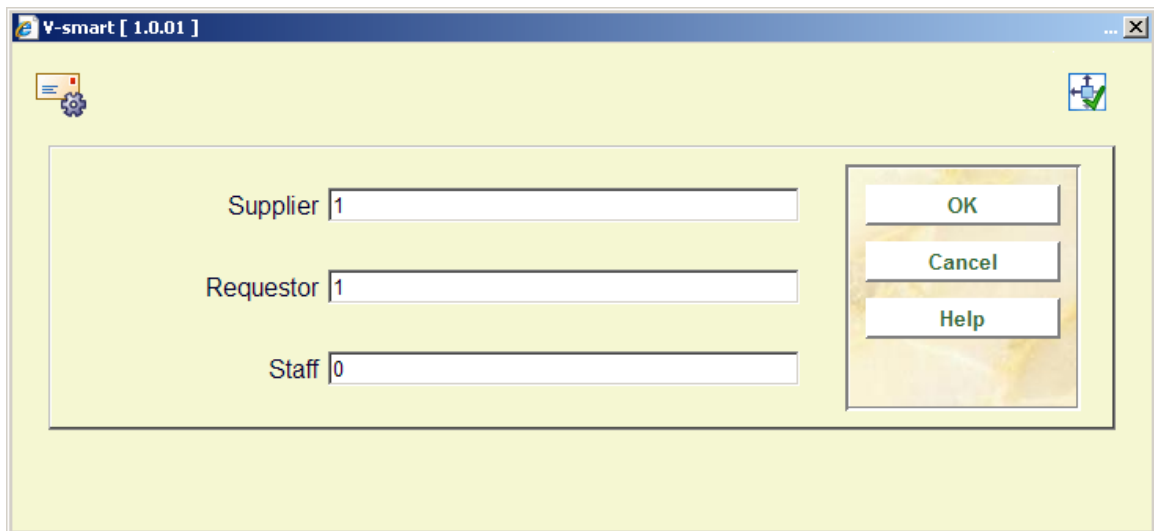 V-smart [ 1.0.01 ] ...
Supplier 1
OK
Cancel
Requestor 1
Help
Staff 0